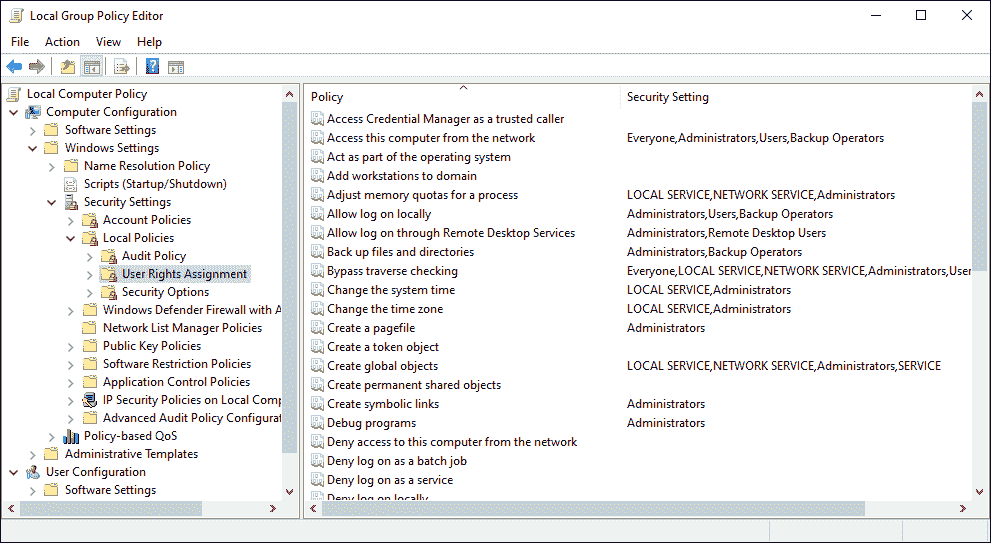 Local Group Policy Editor
File Action View Help
Local Computer Policy
Computer Configuration
Software Settings
Windows Settings
Name Resolution Policy
Scripts (Startup/Shutdown)
Security Settings
Account Policies
Local Policies
Audit Policy
User Rights Assignment
Security Options
Windows Defender Firewall with A
Network List Manager Policies
Public Key Policies
Software Restriction Policies
Application Control Policies
IP Security Policies on Local Comp
Advanced Audit Policy Configurat
Policy-based QoS
Administrative Templates
User Configuration
Software Settings
Policy Security Setting
Access Credential Manager as a trusted caller
Access this computer from the network Everyone,Administrators,Users,Backup Operators
Act as part of the operating system
Add workstations to domain
Adjust memory quotas for a process LOCAL SERVICE,NETWORK SERVICE,Administrators
Allow log on locally Administrators,Users,Backup Operators
Allow log on through Remote Desktop Services Administrators,Remote Desktop Users
Back up files and directories Administrators,Backup Operators
Bypass traverse checking Everyone,LOCAL SERVICE,NETWORK SERVICE,Administrators,User
Change the system time LOCAL SERVICE,Administrators
Change the time zone LOCAL SERVICE,Administrators
Create a pagefile Administrators
Create a token object
Create global objects LOCAL SERVICE,NETWORK SERVICE,Administrators,SERVICE
Create permanent shared objects
Create symbolic links Administrators
Debug programs Administrators
Deny access to this computer from the network
Deny log on as a batch job
Deny log on as a service
Deny log on locally